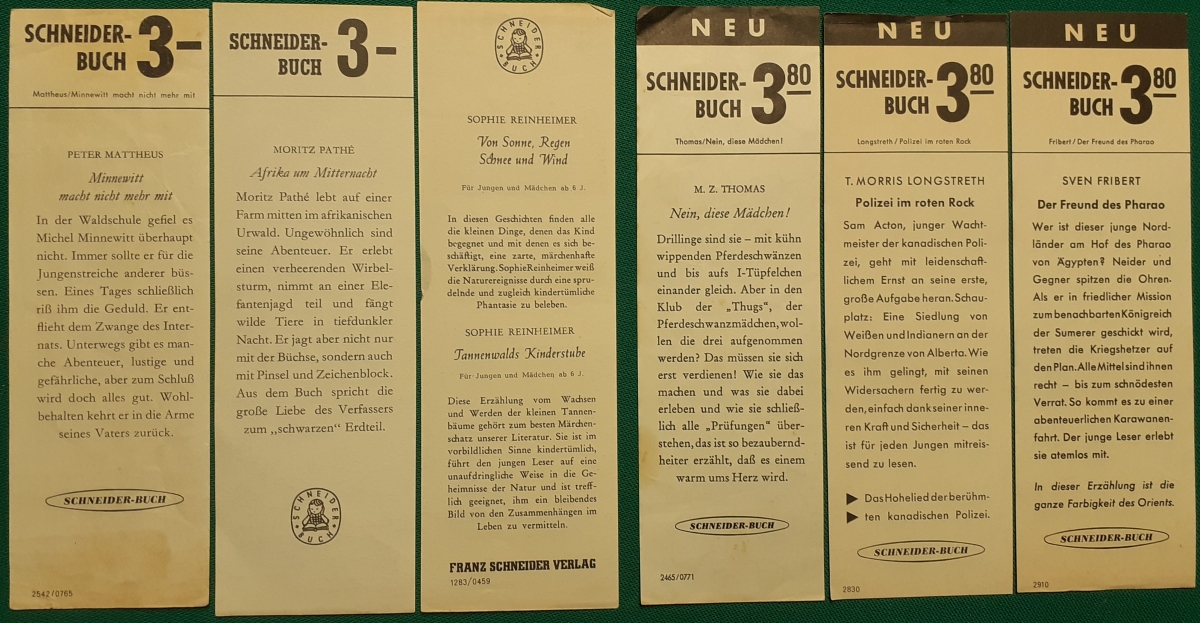 SCHNEIDER-
BUCH 3–
Mattheus/Minnewitt macht nicht mehr mit
PETER MATTHEUS
Minnewitt
macht nicht mehr mit
In der Waldschule gefiel es
Michel Minnewitt überhaupt
nicht. Immer sollte er für die
Jungenstreiche anderer büs-
sen. Eines Tages schließlich
riß ihm die Geduld. Er ent-
flieht dem Zwange des Inter-
nats. Unterwegs gibt es man-
che Abenteuer, lustige und
gefährliche, aber zum Schluß
wird doch alles gut. Wohl-
behalten kehrt er in die Arme
seines Vaters zurück.
SCHNEIDER-BUCH
2542/0765
SCHNEIDER-
BUCH 3–
MORITZ PATHÉ
Afrika um Mitternacht
Moritz Pathé lebt auf einer
Farm mitten im afrikanischen
Urwald. Ungewöhnlich sind
seine Abenteuer. Er erlebt
einen verheerenden Wirbel-
sturm, nimmt an einer Ele-
fantenjagd teil und fängt
wilde Tiere in tiefdunkler
Nacht. Er jagt aber nicht nur
mit der Büchse, sondern auch
mit Pinsel und Zeichenblock.
Aus dem Buch spricht die
große Liebe des Verfassers
zum „schwarzen“ Erdteil.
SCHNEIDER BUCH
SCHNEIDER BUCH
SOPHIE REINHEIMER
Von Sonne, Regen
Schnee und Wind
Für Jungen und Mädchen ab 6 J.
In diesen Geschichten finden alle
die kleinen Dinge, denen das Kind
begegnet und mit denen es sich be-
schäftigt, eine zarte, märchenhafte
Verklärung. Sophie Reinheimer weiß
die Naturereignisse durch eine spru-
delnde und zugleich kindertümliche
Phantasie zu beleben.
SOPHIE REINHEIMER
Tannenwalds Kinderstube
Für Jungen und Mädchen ab 6 J.
Diese Erzählung vom Wachsen
und Werden der kleinen Tannen-
bäume gehört zum besten Märchen-
schatz unserer Literatur. Sie ist im
vorbildlichen Sinne kindertümlich,
führt den jungen Leser auf eine
unaufdringliche Weise in die Ge-
heimnisse der Natur und ist treff-
lich geeignet, ihm ein bleibendes
Bild von den Zusammenhängen im
Leben zu vermitteln.
FRANZ SCHNEIDER VERLAG
1283/0459
NEU
SCHNEIDER-
BUCH 3 80
Thomas/Nein, diese Mädchen!
M. Z. THOMAS
Nein, diese Mädchen!
Drillinge sind sie – mit kühn
wippenden Pferdeschwänzen
und bis aufs I-Tüpfelchen
einander gleich. Aber in den
Klub der „Thugs“, der
Pferdeschwanzmädchen, wol-
len die drei aufgenommen
werden? Das müssen sie sich
erst verdienen! Wie sie das
machen und was sie dabei
erleben und wie sie schließ-
lich alle „Prüfungen“ über-
stehen, das ist so bezaubernd-
heiter erzählt, daß es einem
warm ums Herz wird.
SCHNEIDER-BUCH
2465/0771
NEU
SCHNEIDER-
BUCH 3 80
Longstreth/Polizei im roten Rock
T. MORRIS LONGSTRETH
Polizei im roten Rock
Sam Acton, junger Wacht-
meister der kanadischen Poli-
zei, geht mit leidenschaft-
lichem Ernst an seine erste,
große Aufgabe heran. Schau-
platz: Eine Siedlung von
Weißen und Indianern an der
Nordgrenze von Alberta. Wie
es ihm gelingt, mit seinen
Widersachern fertig zu wer-
den, einfach dank seiner inne-
ren Kraft und Sicherheit – das
ist für jeden Jungen mitreis-
send zu lesen.
▶ Das Hohelied der berühm-
▶ ten kanadischen Polizei.
SCHNEIDER-BUCH
2830
NEU
SCHNEIDER-
BUCH 3 80
Fribert/Der Freund des Pharao
SVEN FRIBERT
Der Freund des Pharao
Wer ist dieser junge Nord-
länder am Hof des Pharao
von Ägypten? Neider und
Gegner spitzen die Ohren.
Als er in friedlicher Mission
zum benachbarten Königreich
der Sumerer geschickt wird,
treten die Kriegshetzer auf
den Plan. Alle Mittel sind ihnen
recht – bis zum schnödesten
Verrat. So kommt es zu einer
abenteuerlichen Karawanen-
fahrt. Der junge Leser erlebt
sie atemlos mit.
In dieser Erzählung ist die
ganze Farbigkeit des Orients.
SCHNEIDER-BUCH
2910